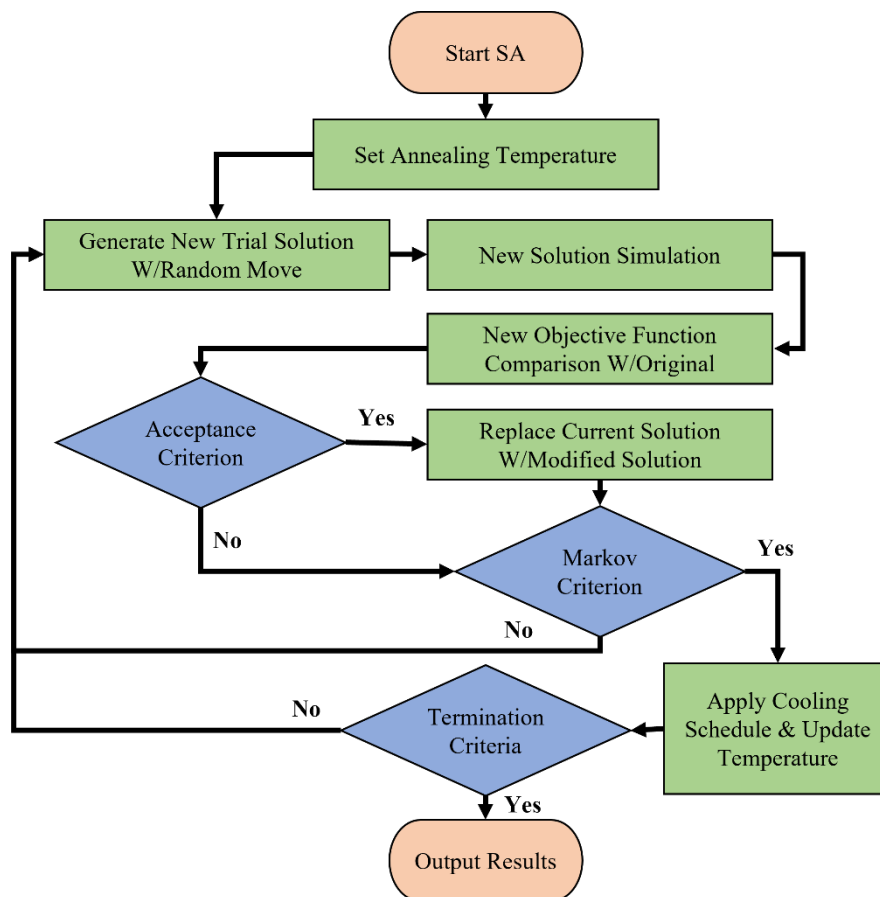 Start SA
Set Annealing Temperature
Generate New Trial Solution
W/Random Move
New Solution Simulation
New Objective Function
Comparison W/Original
Acceptance
Criterion
Yes
Replace Current Solution
W/Modified Solution
No
Markov
Criterion
Yes
No
Apply Cooling
Schedule & Update
Temperature
Termination
Criteria
No
Yes
Output Results